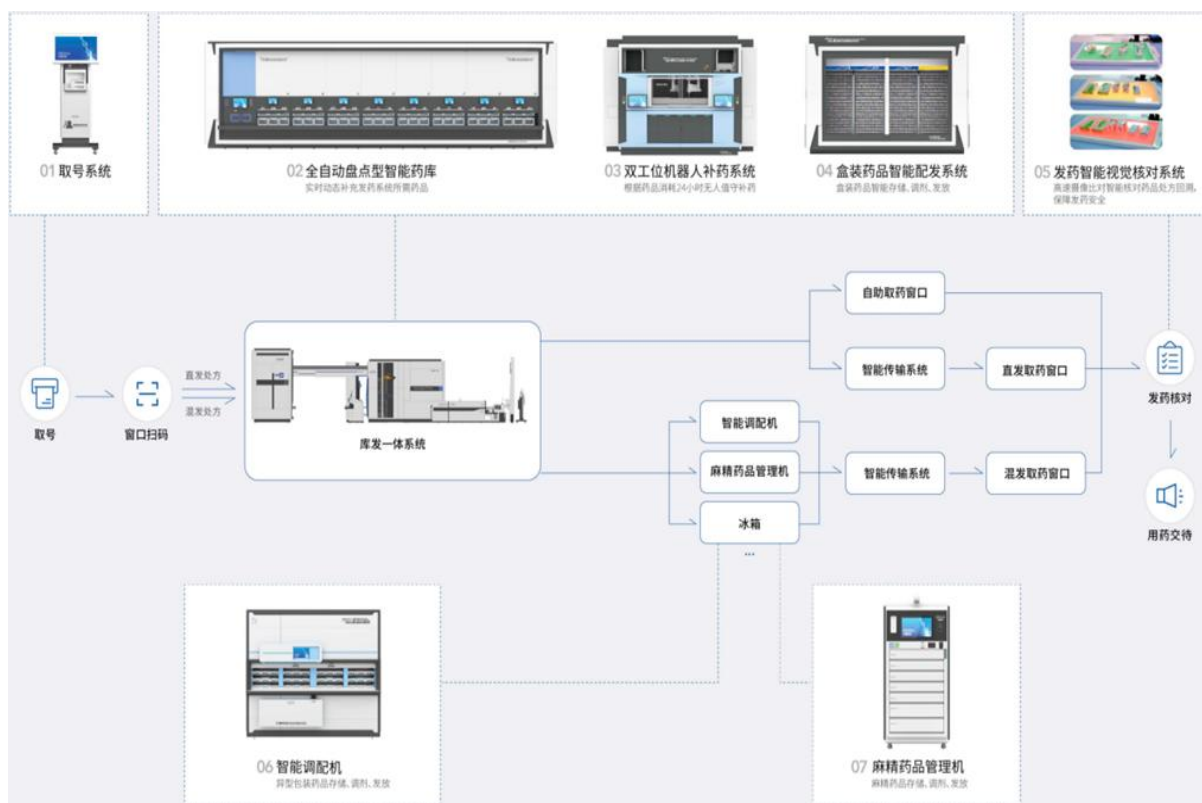 01 取号系统
02 全自动盘点型智能药库
实时动态补充发药系统所需药品
03 双工位机器人补药系统
根据药品消耗24小时无人值守补药
04 盒装药品智能配发系统
盒装药品智能存储、调剂、发放
05 发药智能视觉核对系统
高速摄像比对智能核对药品处方回溯,
保障发药安全
取号
窗口扫码
直发处方
混发处方
库发一体系统
自助取药窗口
智能传输系统
直发取药窗口
智能调配机
麻精药品管理机
冰箱
...
智能传输系统
混发取药窗口
发药核对
用药交待
06 智能调配机
异型包装药品存储、调剂、发放
07 麻精药品管理机
麻精药品存储、调剂、发放